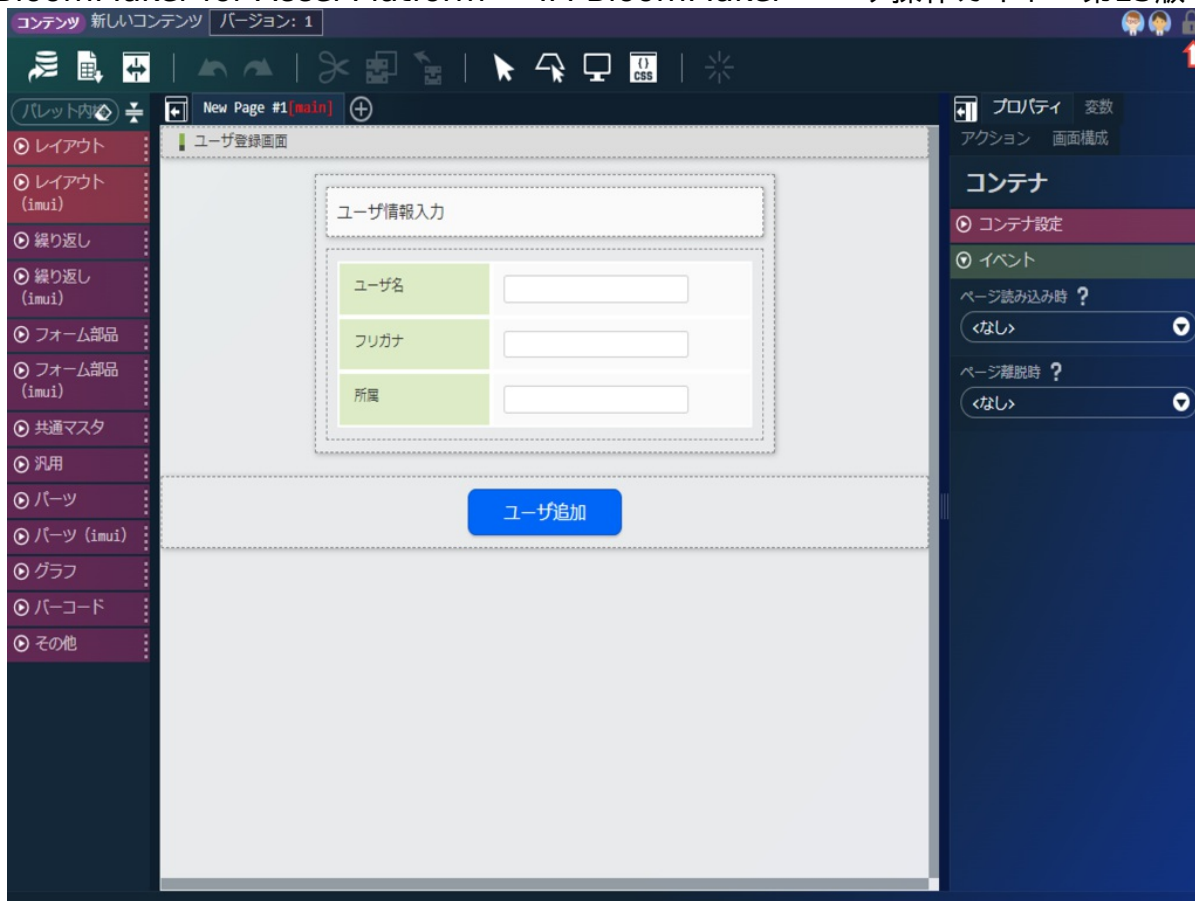 コンテンツ 新しいコンテンツ バージョン: 1
{} CSS
パレット内検
New Page #1[main]
プロパティ 変数
アクション 画面構成
レイアウト
レイアウト
(imui)
繰り返し
繰り返し
(imui)
フォーム部品
フォーム部品
(imui)
共通マスタ
汎用
パーツ
パーツ (imui)
グラフ
バーコード
その他
ユーザ登録画面
ユーザ情報入力
ユーザ名
フリガナ
所属
ユーザ追加
コンテナ
コンテナ設定
イベント
ページ読み込み時 ?
<なし>
ページ離脱時 ?
<なし>